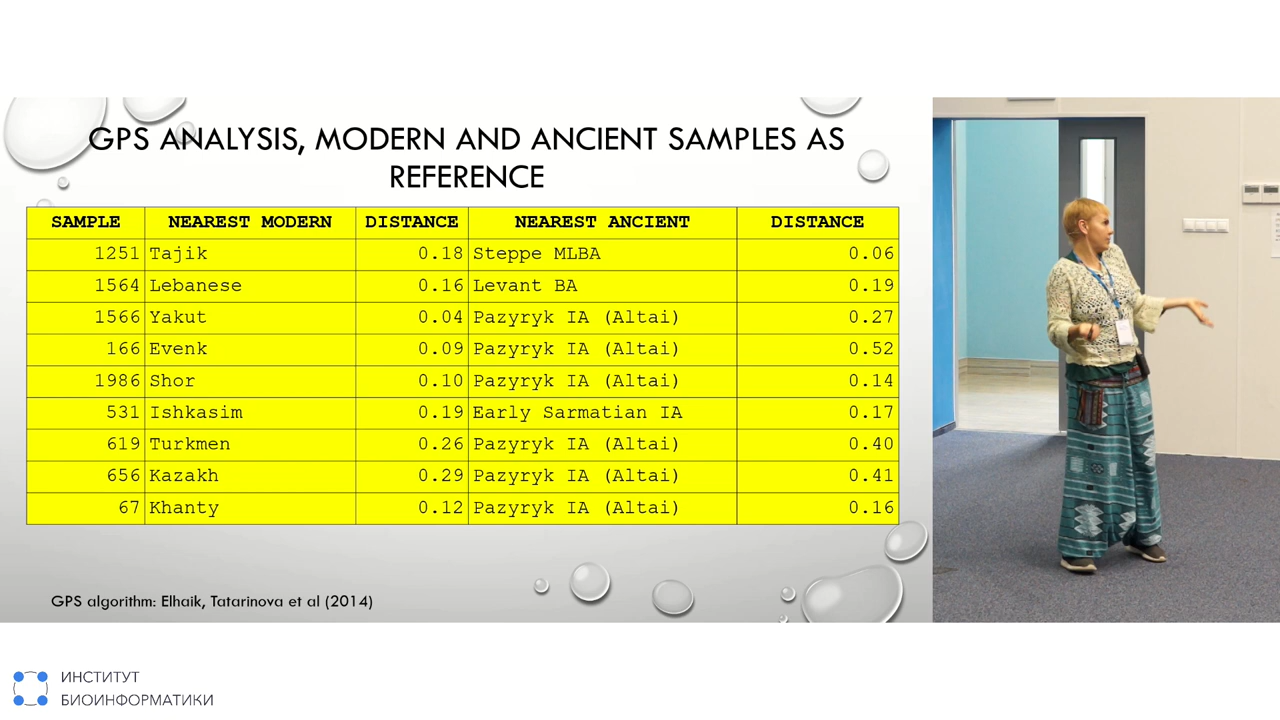 GPS ANALYSIS, MODERN AND ANCIENT SAMPLES AS
REFERENCE
SAMPLE NEAREST MODERN DISTANCE NEAREST ANCIENT DISTANCE
1251 Tajik 0.18 Steppe MLBA 0.06
1564 Lebanese 0.16 Levant BA 0.19
1566 Yakut 0.04 Pazyryk IA (Altai) 0.27
166 Evenk 0.09 Pazyryk IA (Altai) 0.52
1986 Shor 0.10 Pazyryk IA (Altai) 0.14
531 Ishkasim 0.19 Early Sarmatian IA 0.17
619 Turkmen 0.26 Pazyryk IA (Altai) 0.40
656 Kazakh 0.29 Pazyryk IA (Altai) 0.41
67 Khanty 0.12 Pazyryk IA (Altai) 0.16
GPS algorithm: Elhaik, Tatarinova et al (2014)
ИНСТИТУТ
БИОИНФОРМАТИКИ